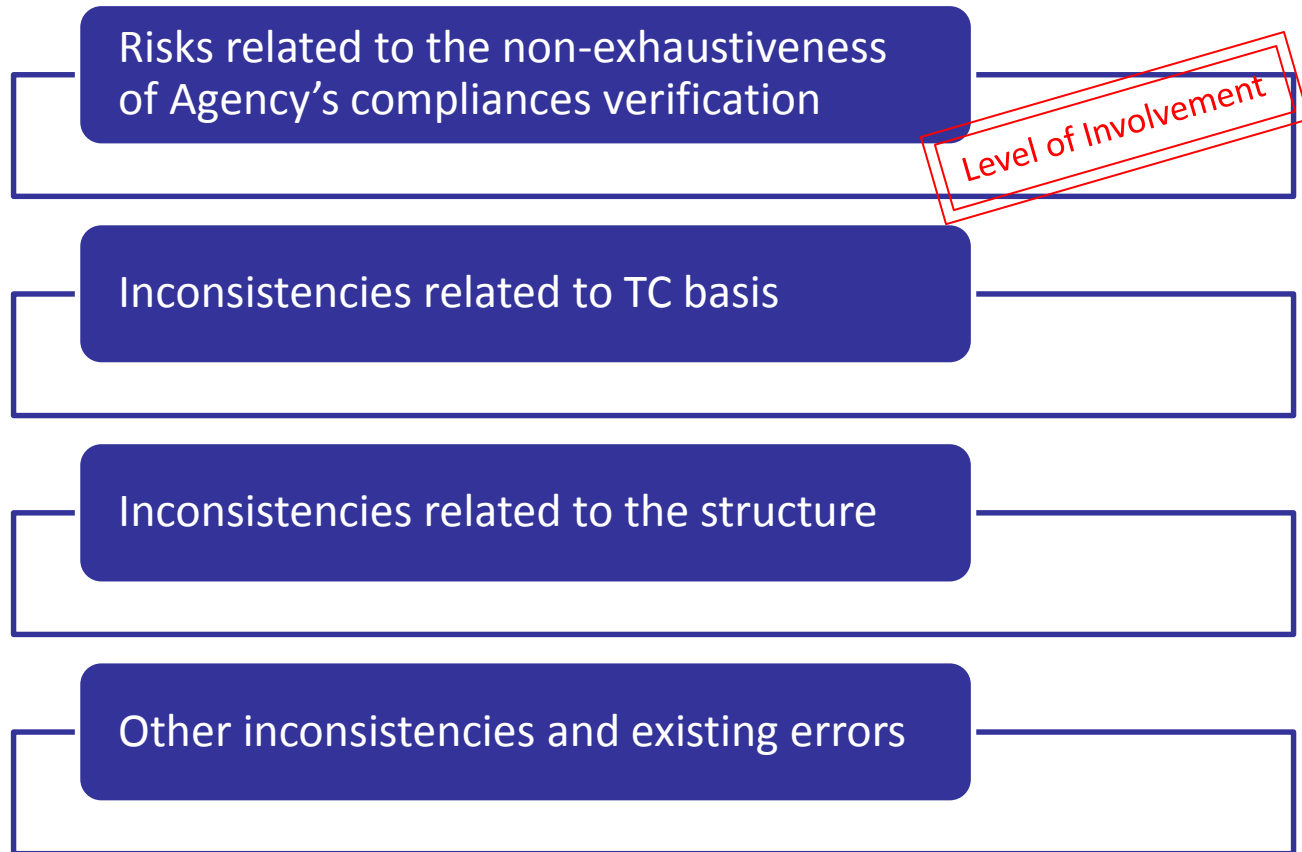 Risks related to the non-exhaustiveness
of Agency’s compliances verification
Level of Involvement
Inconsistencies related to TC basis
Inconsistencies related to the structure
Other inconsistencies and existing errors